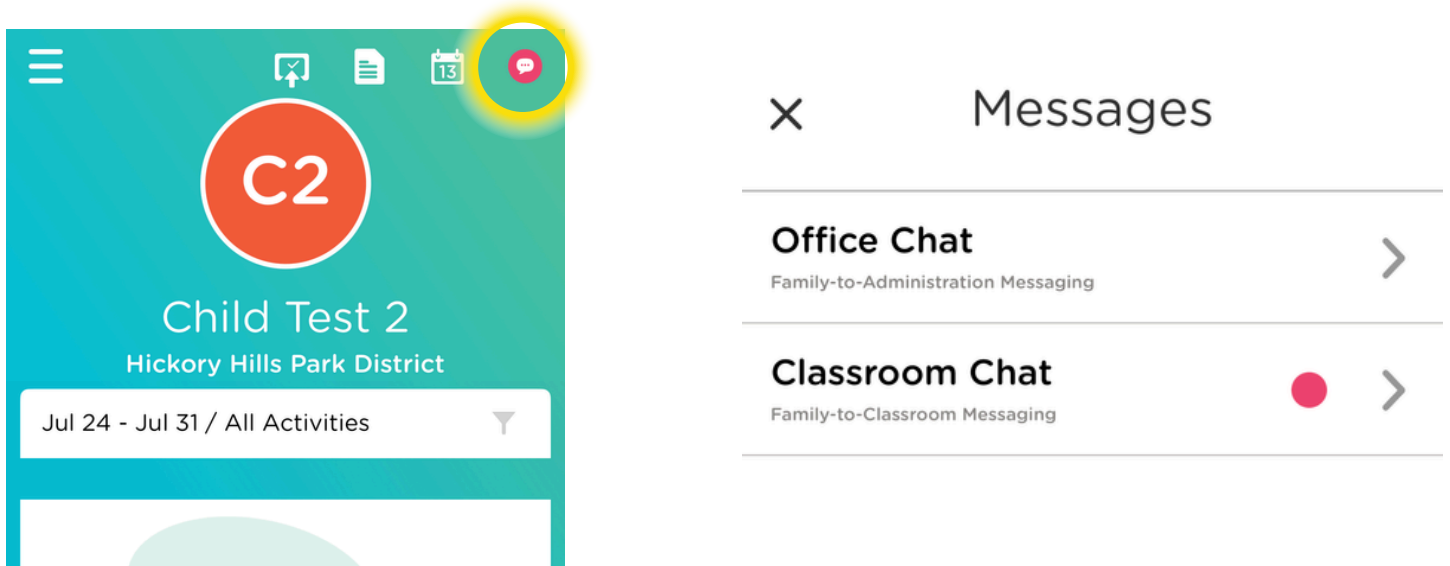 13
C2
Child Test 2
Hickory Hills Park District
Jul 24 - Jul 31 / All Activities
Messages
Office Chat
Family-to-Administration Messaging
Classroom Chat
Family-to-Classroom Messaging